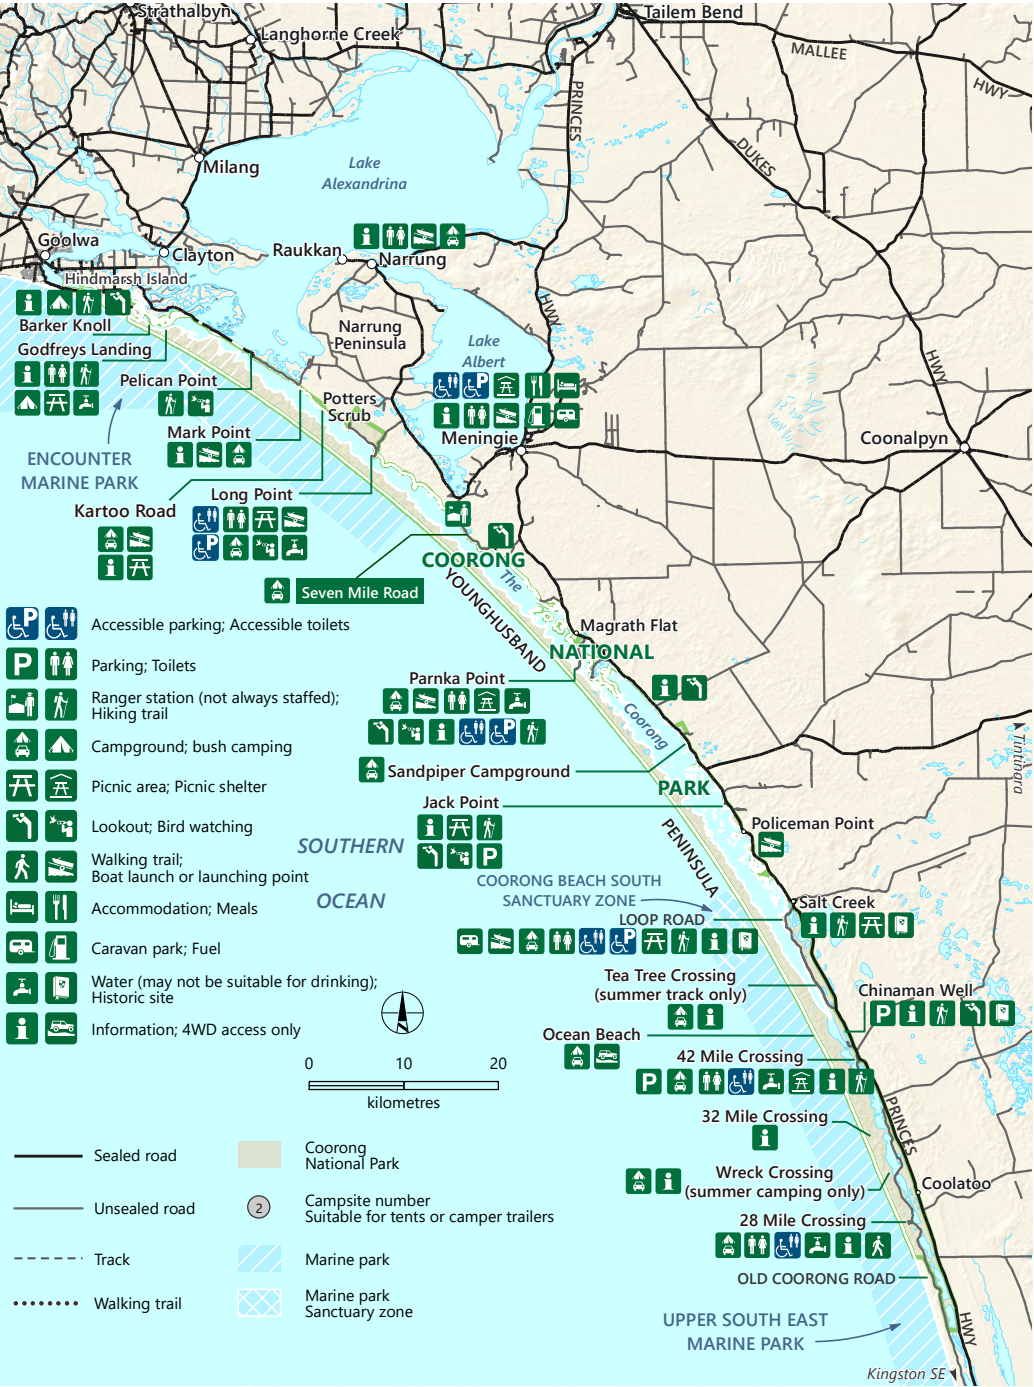 Strathalbyn
Langhorne Creek
Tailem Bend
MALLEE
HWY
PRINCES
DUKES
Milang
Lake
Alexandrina
Goolwa
Clayton
Raukkan
Narrung
Hindmarsh Island
HWY
Barker Knoll
Narrung
Peninsula
Lake
Albert
Godfreys Landing
HWY
Pelican Point
Potters
Scrub
Mark Point
Meningie
Coonalpyn
ENCOUNTER
MARINE PARK
Long Point
Kartoo Road
COORONG
The
Seven Mile Road
YOUNGHUSBAND
P
Accessible parking; Accessible toilets
Magrath Flat
NATIONAL
P
Parking; Toilets
Parnka Point
Ranger station (not always staffed);
Hiking trail
Coorong
Campground; bush camping
Tintinara
Sandpiper Campground
Picnic area; Picnic shelter
PARK
Jack Point
Lookout; Bird watching
Policeman Point
SOUTHERN
P
PENINSULA
Walking trail;
Boat launch or launching point
COORONG BEACH SOUTH
SANCTUARY ZONE
OCEAN
Accommodation; Meals
Salt Creek
LOOP ROAD
Caravan park; Fuel
Tea Tree Crossing
(summer track only)
Water (may not be suitable for drinking);
Historic site
Chinaman Well
P
Information; 4WD access only
Ocean Beach
42 Mile Crossing
P
0 10 20
kilometres
PRINCES
32 Mile Crossing
Sealed road
Coorong
National Park
Wreck Crossing
(summer camping only)
Coolatoo
Unsealed road
2
Campsite number
Suitable for tents or camper trailers
28 Mile Crossing
Track
Marine park
OLD COORONG ROAD
Walking trail
Marine park
Sanctuary zone
UPPER SOUTH EAST
MARINE PARK
HWY
Kingston SE